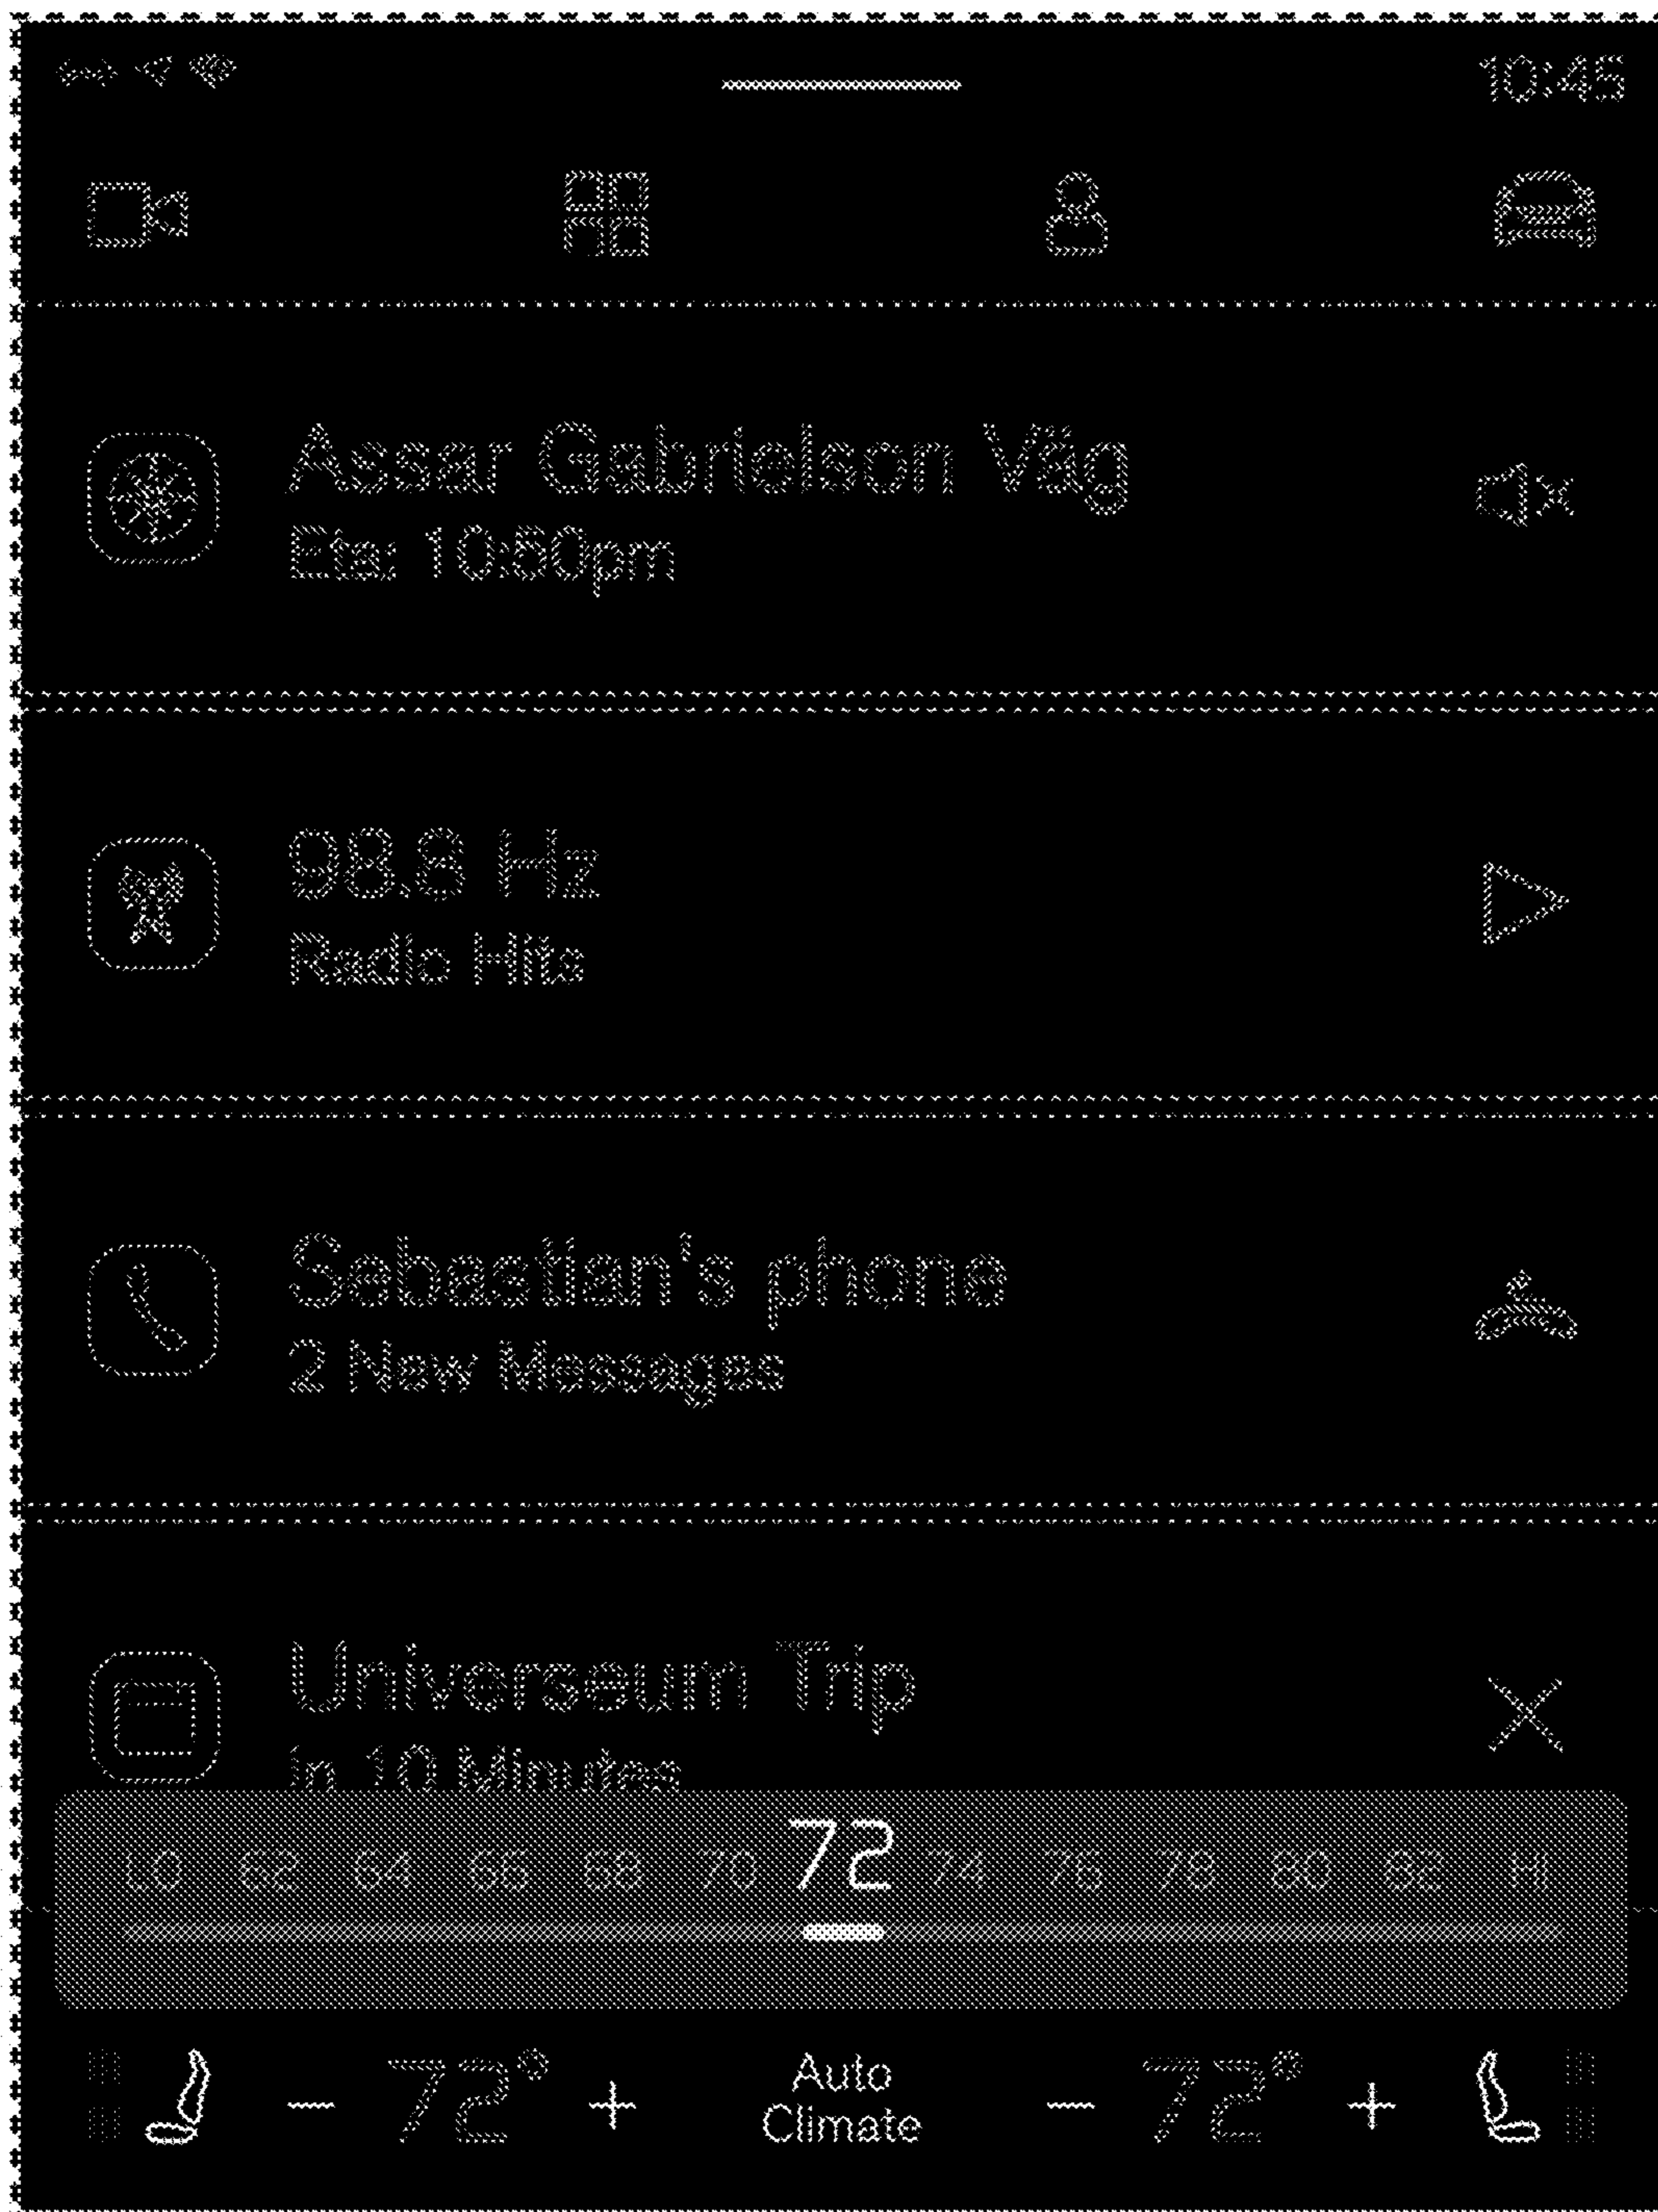 10:45
Assar Gabrielson Väg
Eta: 10:50pm
98.8 Hz
Radio Hits
Sebastian's phone
2 New Messages
Universeum Trip
in 10 Minutes
LO 62 64 66 68 70 72 74 76 78 80 82 HI
− 72° + Auto Climate − 72° +